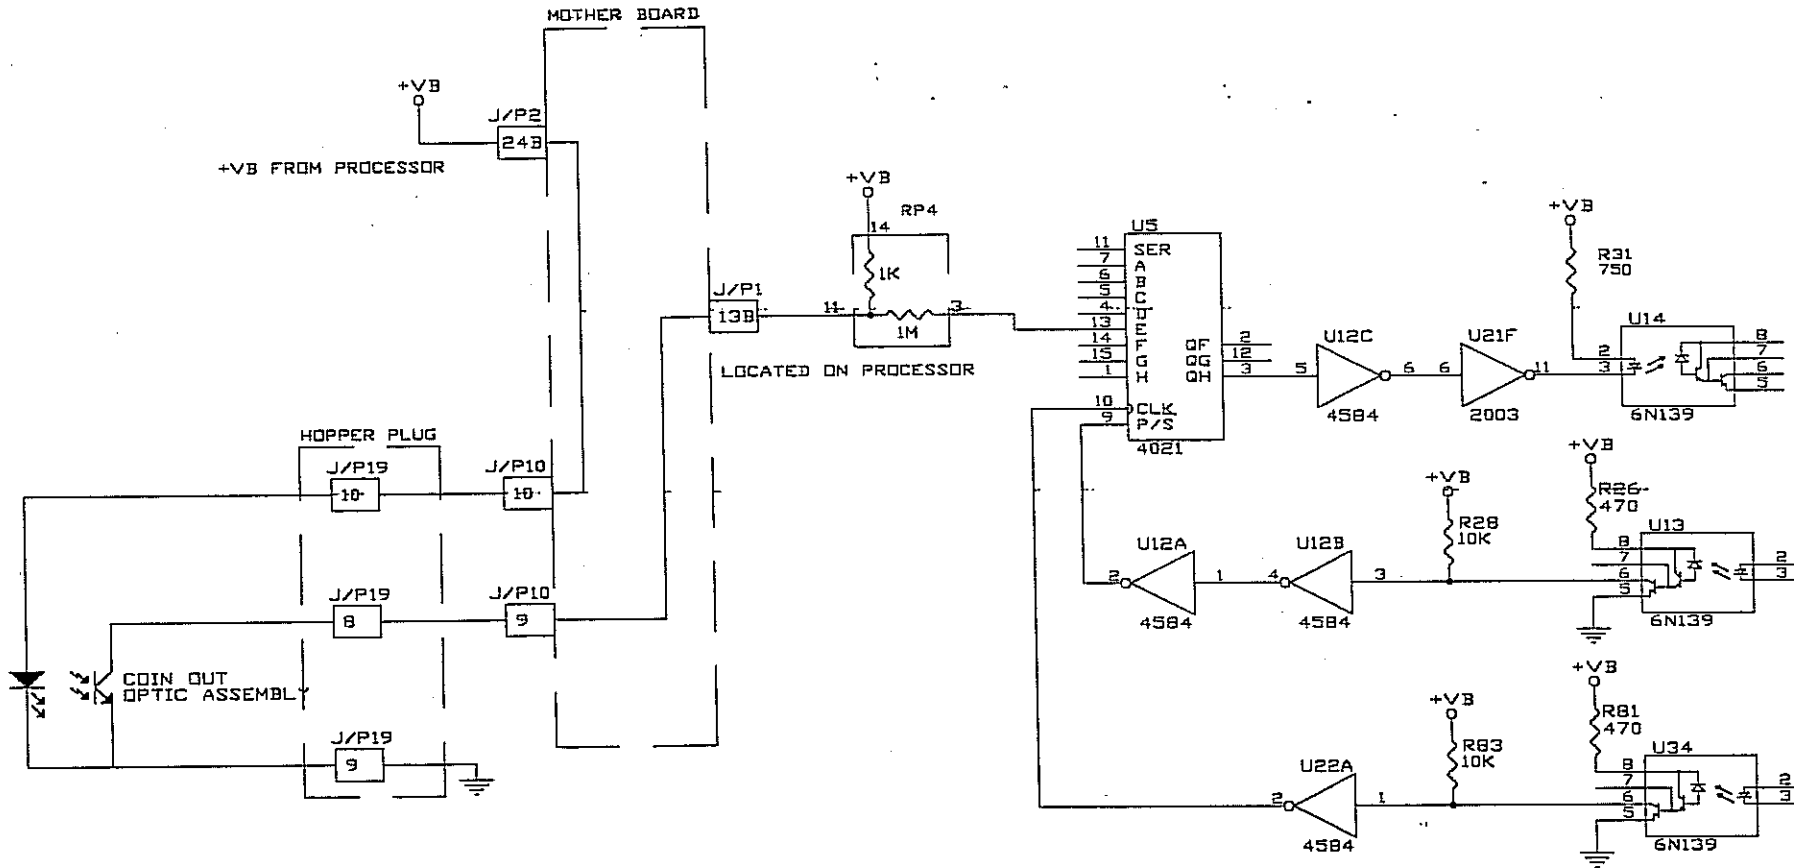 MOTHER BOARD
+VB
J/P2
24B
+VB FROM PROCESSOR
+VB
RP4
14
1K
11
3
1M
J/P1
13B
LOCATED ON PROCESSOR
U5
11 SER
7 A
6 B
5 C
4 D
13 E
14 F
15 G
1 H
10 CLK
9 P/S
QF 2
QG 12
QH 3
4021
U12C
5
6
4584
U21F
6
11
2003
+VB
R31
750
U14
2
3
8
7
6
5
6N139
HOPPER PLUG
J/P19
10
J/P10
10
J/P19
8
J/P10
9
COIN OUT
OPTIC ASSEMBLY
J/P19
9
U12A
2
1
4584
U12B
4
3
4584
+VB
R28
10K
+VB
R26
470
U13
8
7
6
5
2
3
6N139
U22A
2
1
4584
+VB
R83
10K
+VB
R81
470
U34
8
7
6
5
2
3
6N139